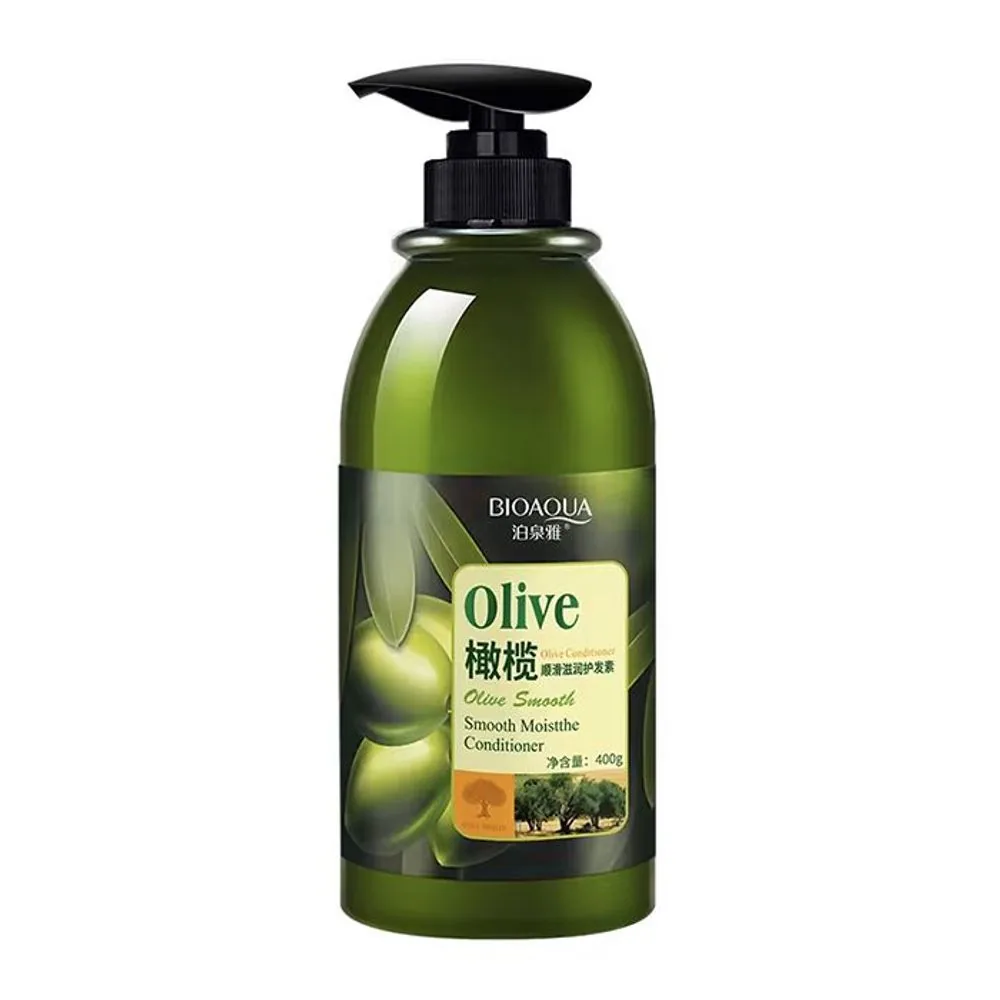 BIOAQUA
泊泉雅®
Olive
橄榄
Olive Conditioner
顺滑滋润护发素
Olive Smooth
Smooth Moistthe
Conditioner
净含量：400g